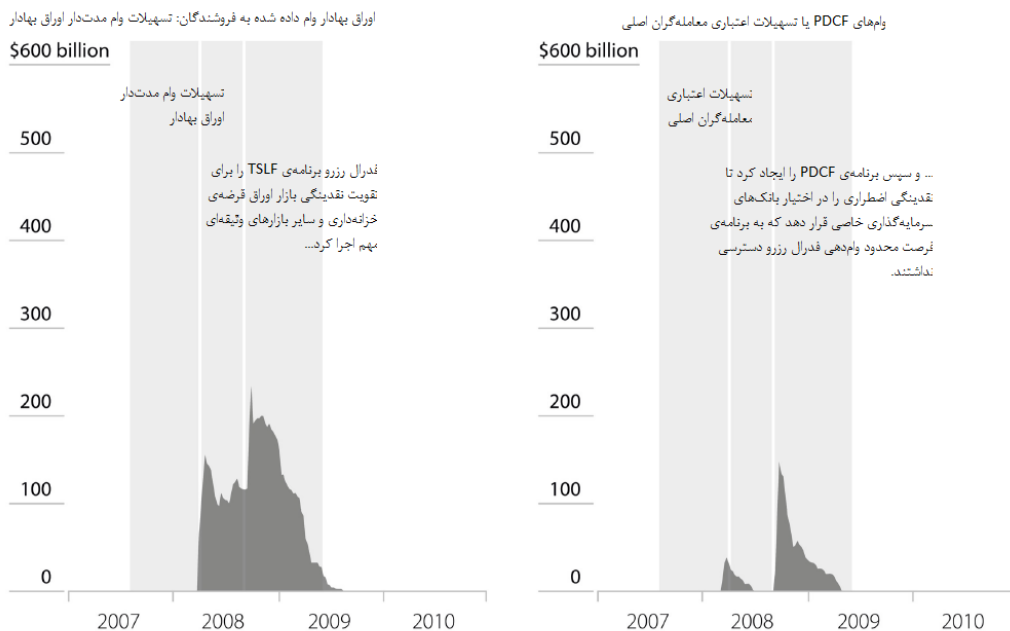 اوراق بهادار وام داده شده به فروشندگان: تسهیلات وام مدت‌دار اوراق بهادار
$600 billion
تسهیلات وام مدت‌دار
اوراق بهادار
500
فدرال رزرو برنامه‌ی TSLF را برای
تقویت نقدینگی بازار اوراق قرضه‌ی
خزانه‌داری و سایر بازارهای وثیقه‌ای
مهم اجرا کرد...
400
300
200
100
0
2007 2008 2009 2010
وام‌های PDCF یا تسهیلات اعتباری معامله‌گران اصلی
$600 billion
تسهیلات اعتباری
معامله‌گران اصلی
500
... و سپس برنامه‌ی PDCF را ایجاد کرد تا
نقدینگی اضطراری را در اختیار بانک‌های
سرمایه‌گذاری خاصی قرار دهد که به برنامه‌ی
فرصت محدود وام‌دهی فدرال رزرو دسترسی
نداشتند.
400
300
200
100
0
2007 2008 2009 2010